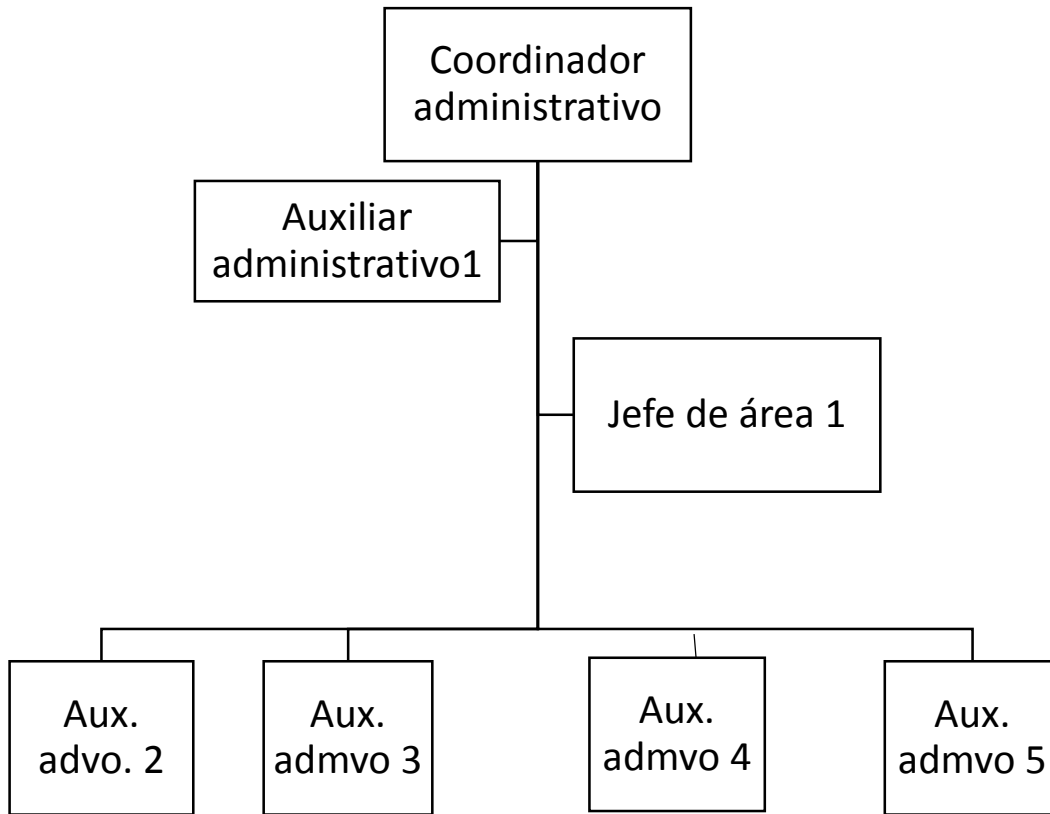 Coordinador
administrativo
Auxiliar
administrativo1
Jefe de área 1
Aux.
advo. 2
Aux.
admvo 3
Aux.
admvo 4
Aux.
admvo 5